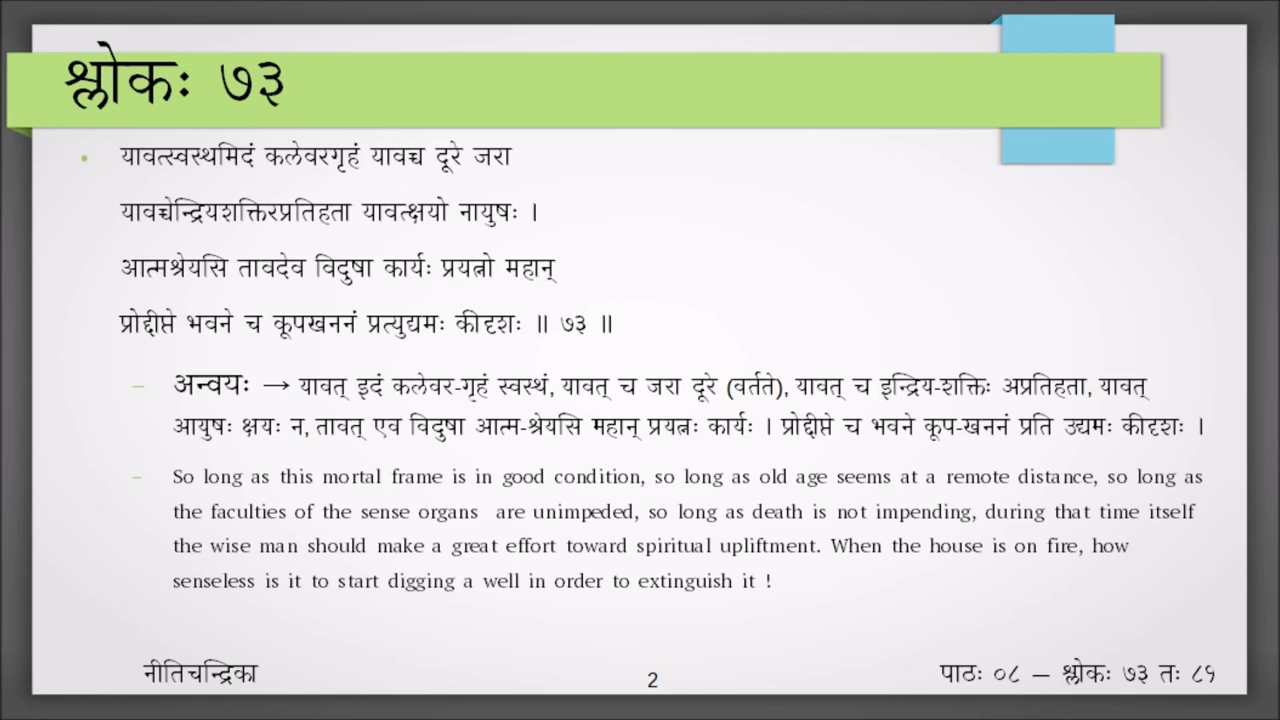 श्लोकः ७३
• यावत्स्वस्थमिदं कलेवरगृहं यावच्च दूरे जरा
यावच्चेन्द्रियशक्तिरप्रतिहता यावत्क्षयो नायुषः ।
आत्मश्रेयसि तावदेव विदुषा कार्यः प्रयत्नो महान्
प्रोद्दीप्ते भवने च कूपखननं प्रत्युद्यमः कीदृशः ॥ ७३ ॥
– अन्वयः → यावत् इदं कलेवर-गृहं स्वस्थं, यावत् च जरा दूरे (वर्तते), यावत् च इन्द्रिय-शक्तिः अप्रतिहता, यावत्
आयुषः क्षयः न, तावत् एव विदुषा आत्म-श्रेयसि महान् प्रयत्नः कार्यः । प्रोद्दीप्ते च भवने कूप-खननं प्रति उद्यमः कीदृशः ।
– So long as this mortal frame is in good condition, so long as old age seems at a remote distance, so long as
the faculties of the sense organs are unimpeded, so long as death is not impending, during that time itself
the wise man should make a great effort toward spiritual upliftment. When the house is on fire, how
senseless is it to start digging a well in order to extinguish it !
नीतिचन्द्रिका
2
पाठः ०८ – श्लोकः ७३ तः ८१